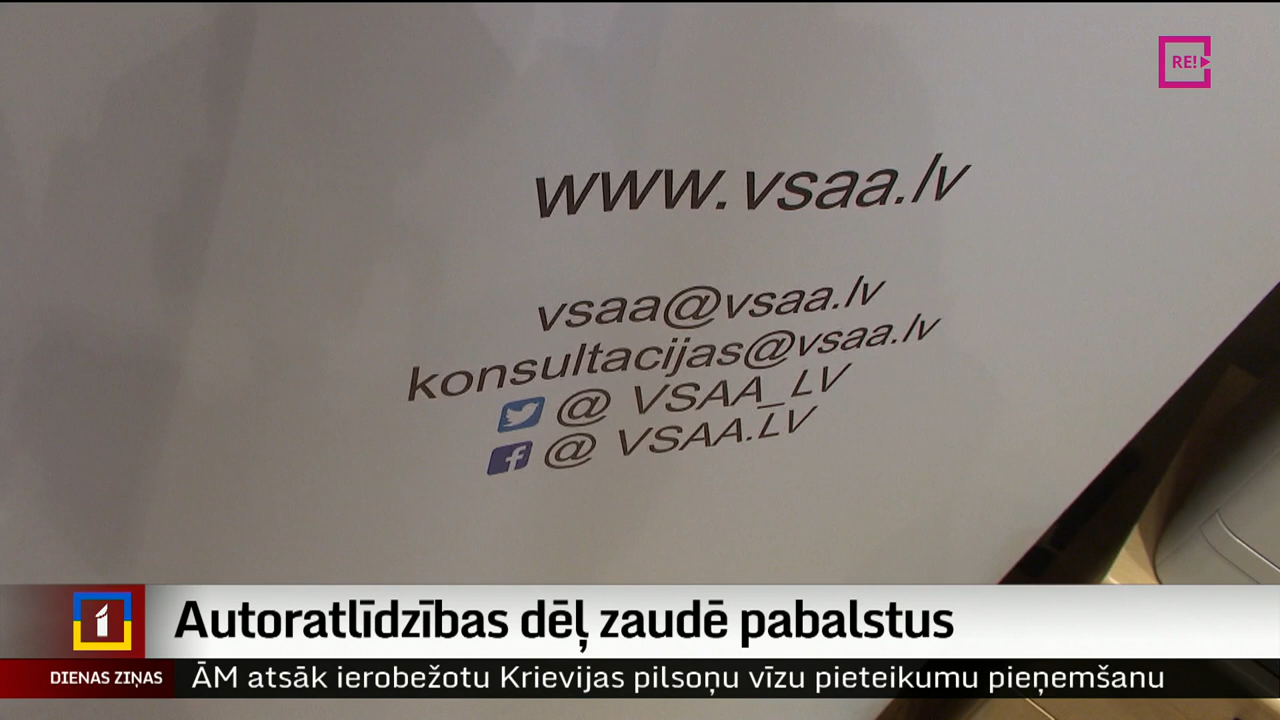 RE!
www.vsaa.lv
vsaa@vsaa.lv
konsultacijas@vsaa.lv
@ VSAA_LV
@ VSAA.LV
1
Autoratlīdzības dēļ zaudē pabalstus
DIENAS ZIŅAS
ĀM atsāk ierobežotu Krievijas pilsoņu vīzu pieteikumu pieņemšanu